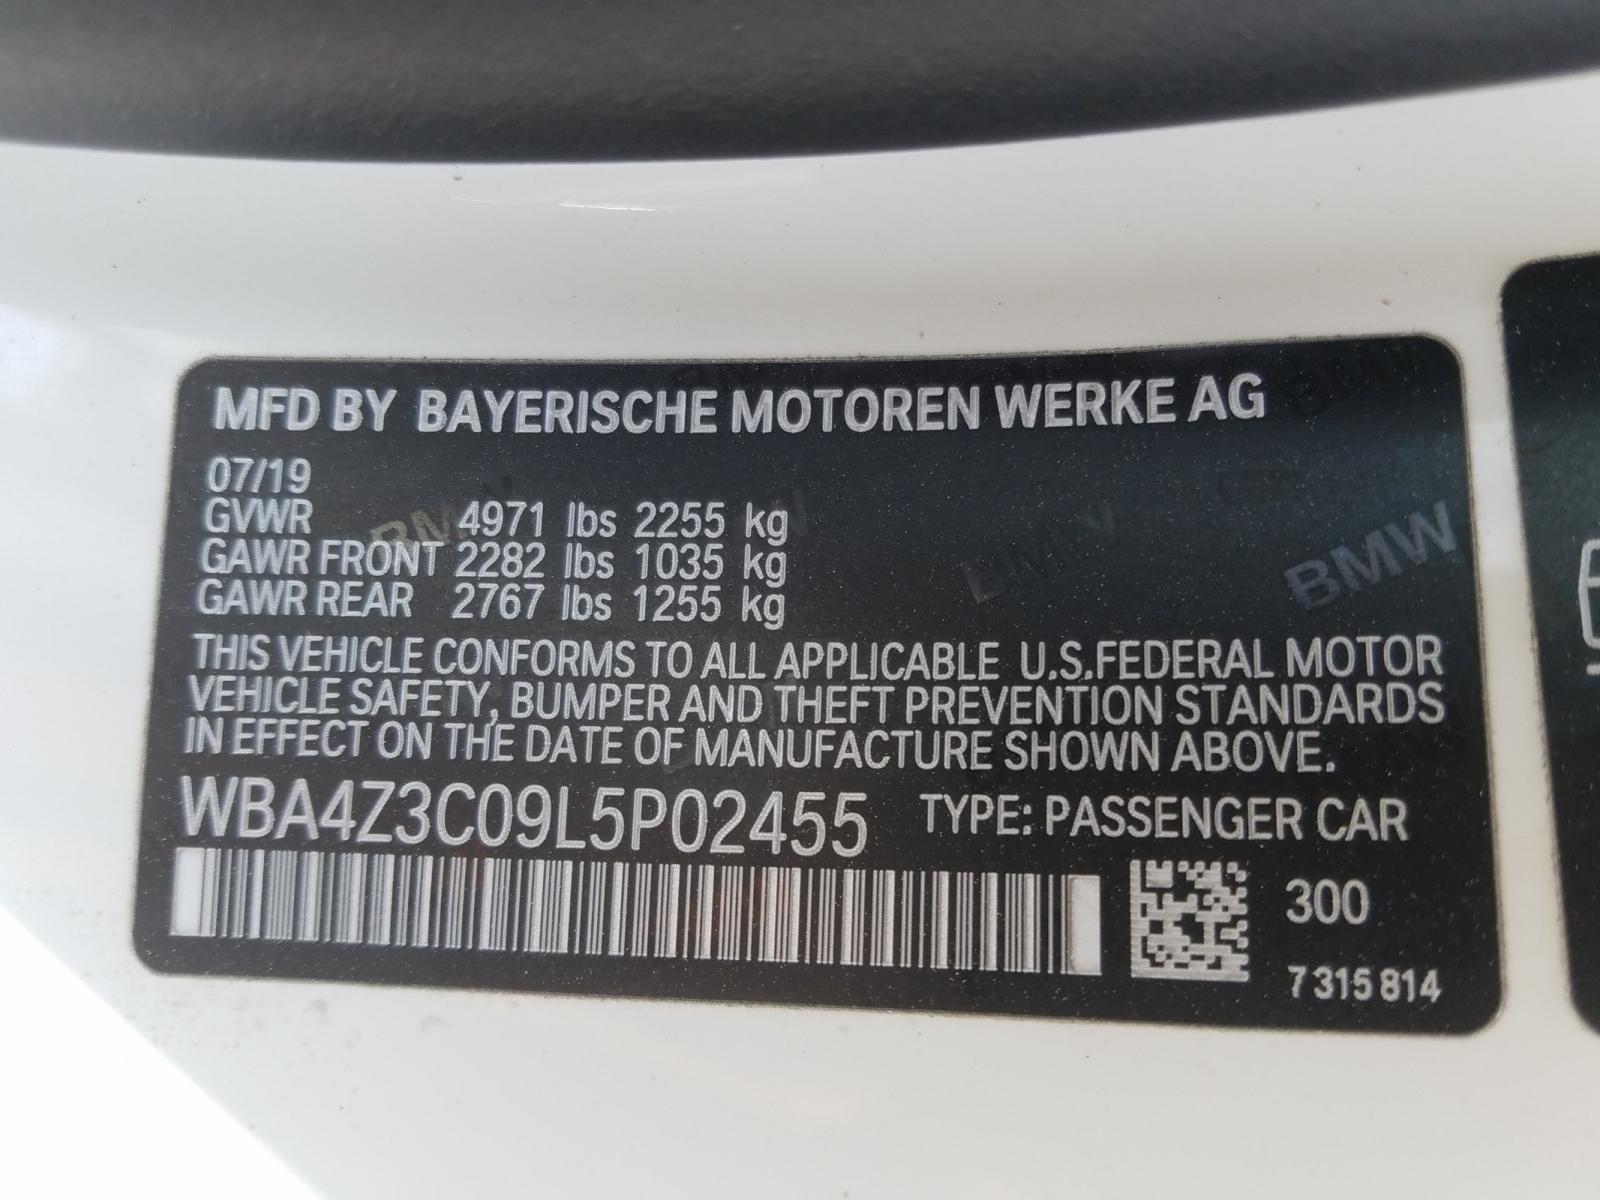 MFD BY BAYERISCHE MOTOREN WERKE AG
07/19
GVWR 4971 lbs 2255 kg
GAWR FRONT 2282 lbs 1035 kg
GAWR REAR 2767 lbs 1255 kg
THIS VEHICLE CONFORMS TO ALL APPLICABLE U.S.FEDERAL MOTOR
VEHICLE SAFETY, BUMPER AND THEFT PREVENTION STANDARDS
IN EFFECT ON THE DATE OF MANUFACTURE SHOWN ABOVE.
WBA4Z3C09L5P02455 TYPE: PASSENGER CAR
300
7 315 814
BMW
BMW
BMW